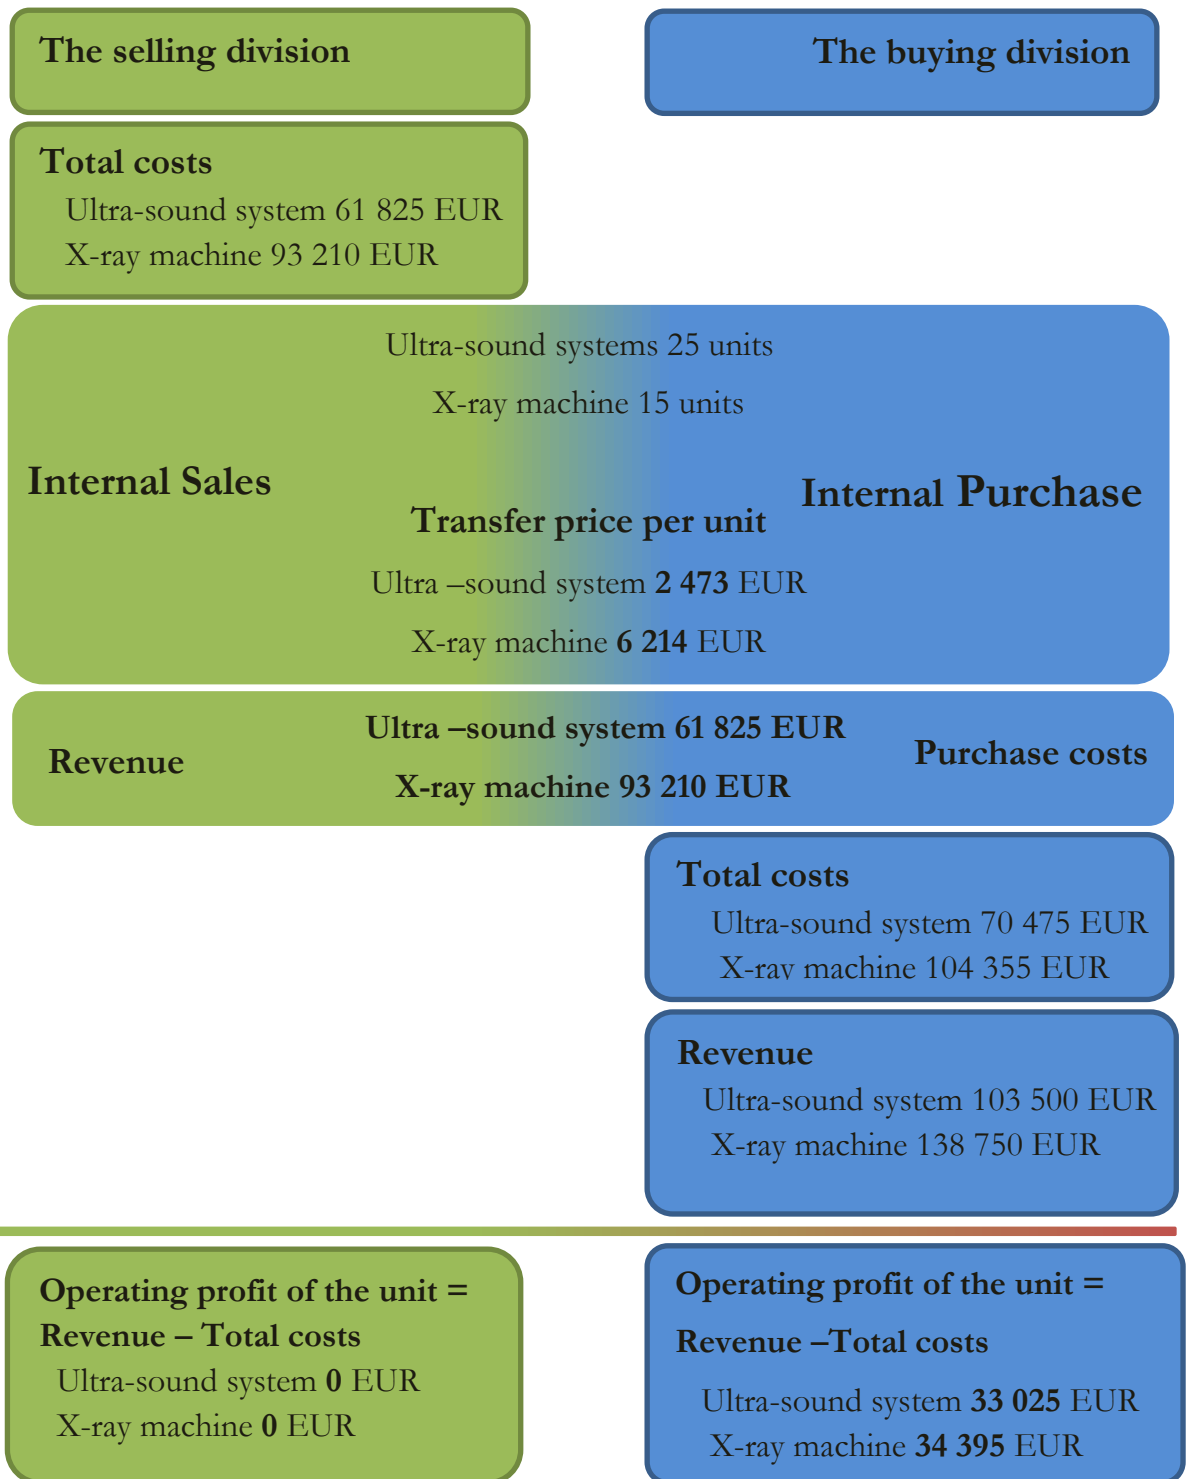 The selling division
The buying division
Total costs
Ultra-sound system 61 825 EUR
X-ray machine 93 210 EUR
Ultra-sound systems 25 units
X-ray machine 15 units
Internal Sales
Internal Purchase
Transfer price per unit
Ultra –sound system 2 473 EUR
X-ray machine 6 214 EUR
Revenue
Ultra –sound system 61 825 EUR
X-ray machine 93 210 EUR
Purchase costs
Total costs
Ultra-sound system 70 475 EUR
X-ray machine 104 355 EUR
Revenue
Ultra-sound system 103 500 EUR
X-ray machine 138 750 EUR
Operating profit of the unit =
Revenue – Total costs
Ultra-sound system 0 EUR
X-ray machine 0 EUR
Operating profit of the unit =
Revenue –Total costs
Ultra-sound system 33 025 EUR
X-ray machine 34 395 EUR